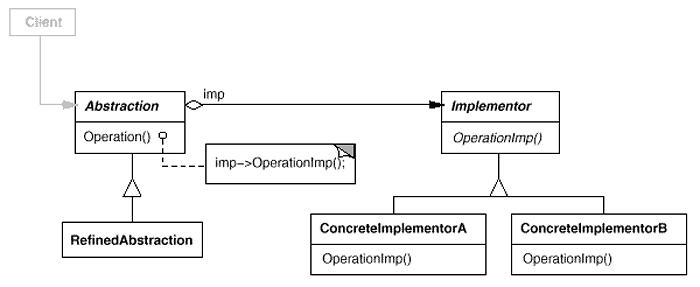 Client
imp
Abstraction
Implementor
Operation()
OperationImp()
imp->OperationImp();
RefinedAbstraction
ConcreteImplementorA
ConcreteImplementorB
OperationImp()
OperationImp()